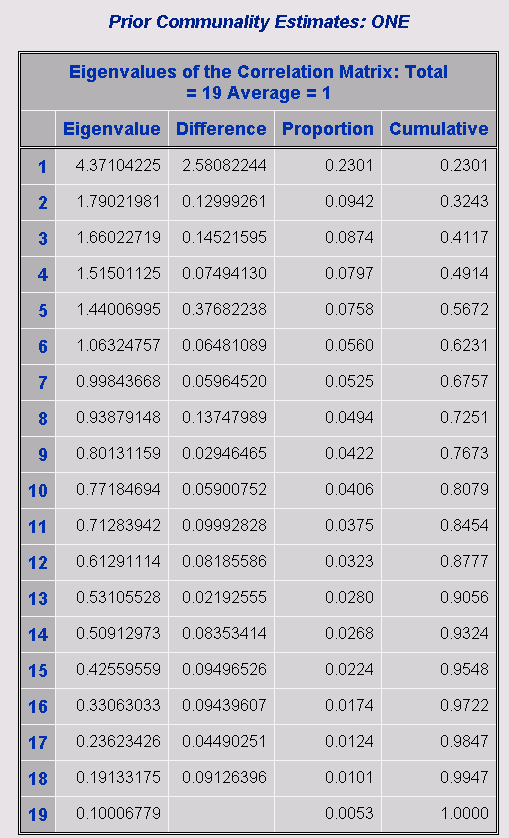 Prior Communality Estimates: ONE
Eigenvalues of the Correlation Matrix: Total
= 19 Average = 1
Eigenvalue Difference Proportion Cumulative
1 4.37104225 2.58082244 0.2301 0.2301
2 1.79021981 0.12999261 0.0942 0.3243
3 1.66022719 0.14521595 0.0874 0.4117
4 1.51501125 0.07494130 0.0797 0.4914
5 1.44006995 0.37682238 0.0758 0.5672
6 1.06324757 0.06481089 0.0560 0.6231
7 0.99843668 0.05964520 0.0525 0.6757
8 0.93879148 0.13747989 0.0494 0.7251
9 0.80131159 0.02946465 0.0422 0.7673
10 0.77184694 0.05900752 0.0406 0.8079
11 0.71283942 0.09992828 0.0375 0.8454
12 0.61291114 0.08185586 0.0323 0.8777
13 0.53105528 0.02192555 0.0280 0.9056
14 0.50912973 0.08353414 0.0268 0.9324
15 0.42559559 0.09496526 0.0224 0.9548
16 0.33063033 0.09439607 0.0174 0.9722
17 0.23623426 0.04490251 0.0124 0.9847
18 0.19133175 0.09126396 0.0101 0.9947
19 0.10006779 0.0053 1.0000